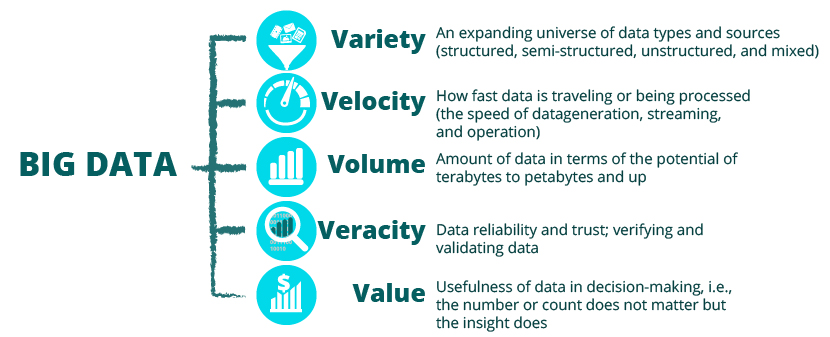 BIG DATA
Variety
An expanding universe of data types and sources
(structured, semi-structured, unstructured, and mixed)
Velocity
How fast data is traveling or being processed
(the speed of datageneration, streaming,
and operation)
Volume
Amount of data in terms of the potential of
terabytes to petabytes and up
Veracity
Data reliability and trust; verifying and
validating data
Value
$
Usefulness of data in decision-making, i.e.,
the number or count does not matter but
the insight does